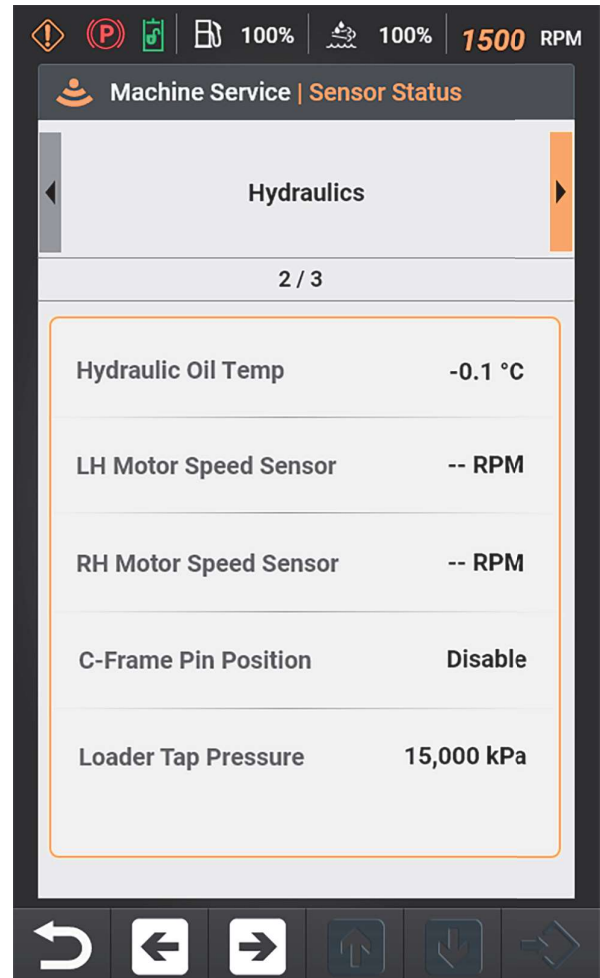 (P) 100% 100% 1500 RPM
Machine Service | Sensor Status
Hydraulics
2 / 3
Hydraulic Oil Temp -0.1 °C
LH Motor Speed Sensor -- RPM
RH Motor Speed Sensor -- RPM
C-Frame Pin Position Disable
Loader Tap Pressure 15,000 kPa